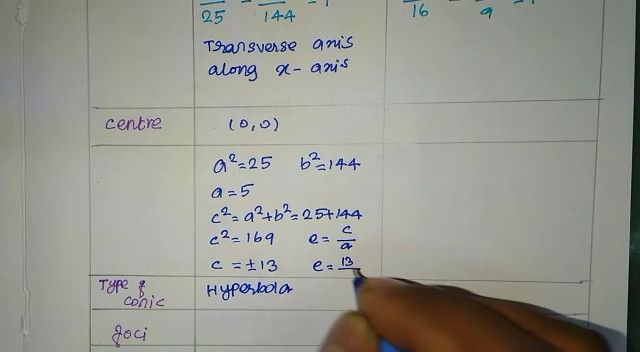 25 144 = 1
16 9
Transverse axis
along x-axis
centre (0,0)
a²=25 b²=144
a=5
c²=a²+b²=25+144
c²=169 e=c/a
c=±13 e=13
Type of conic Hyperbola
foci